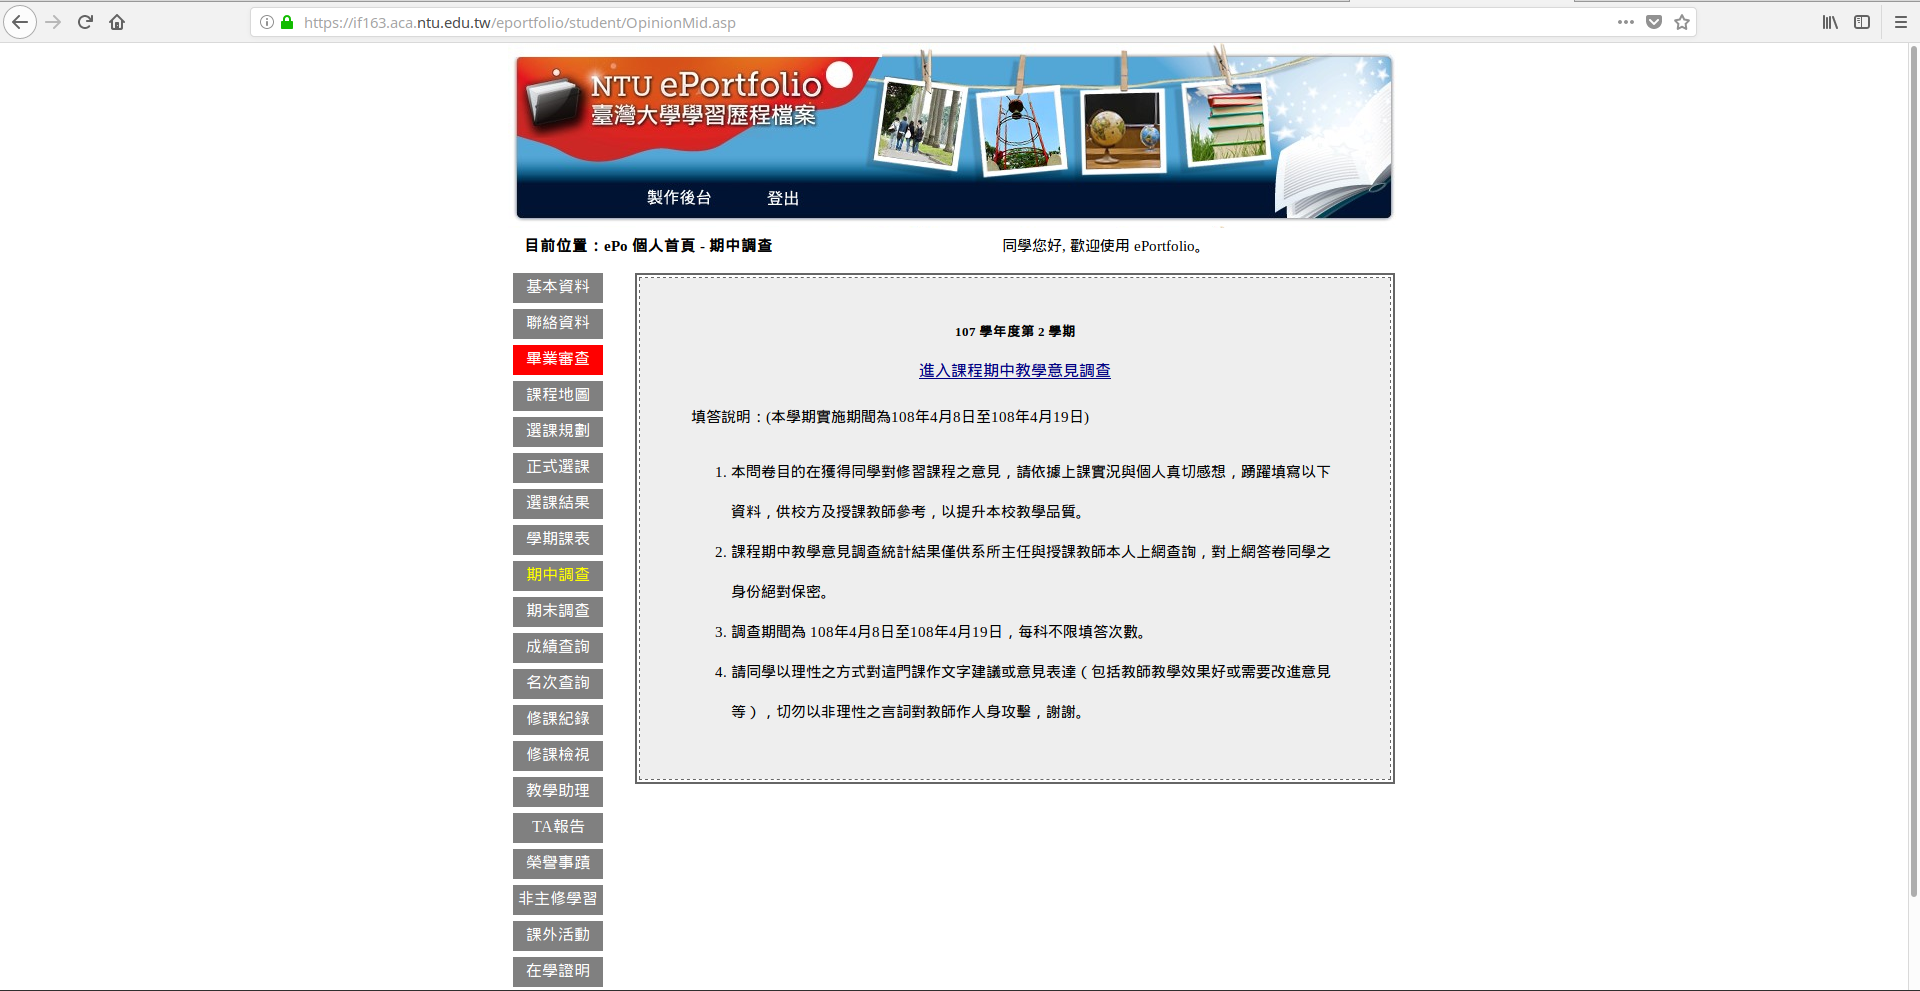 https://if163.aca.ntu.edu.tw/eportfolio/student/OpinionMid.asp
NTU ePortfolio
臺灣大學學習歷程檔案
製作後台 登出
目前位置：ePo 個人首頁 - 期中調查 同學您好, 歡迎使用 ePortfolio。
基本資料
聯絡資料
畢業審查
課程地圖
選課規劃
正式選課
選課結果
學期課表
期中調查
期末調查
成績查詢
名次查詢
修課紀錄
修課檢視
教學助理
TA報告
榮譽事蹟
非主修學習
課外活動
在學證明
107 學年度第 2 學期
進入課程期中教學意見調查
填答說明：(本學期實施期間為108年4月8日至108年4月19日)
1. 本問卷目的在獲得同學對修習課程之意見，請依據上課實況與個人真切感想，踴躍填寫以下
資料，供校方及授課教師參考，以提升本校教學品質。
2. 課程期中教學意見調查統計結果僅供系所主任與授課教師本人上網查詢，對上網答卷同學之
身份絕對保密。
3. 調查期間為 108年4月8日至108年4月19日，每科不限填答次數。
4. 請同學以理性之方式對這門課作文字建議或意見表達（包括教師教學效果好或需要改進意見
等），切勿以非理性之言詞對教師作人身攻擊，謝謝。